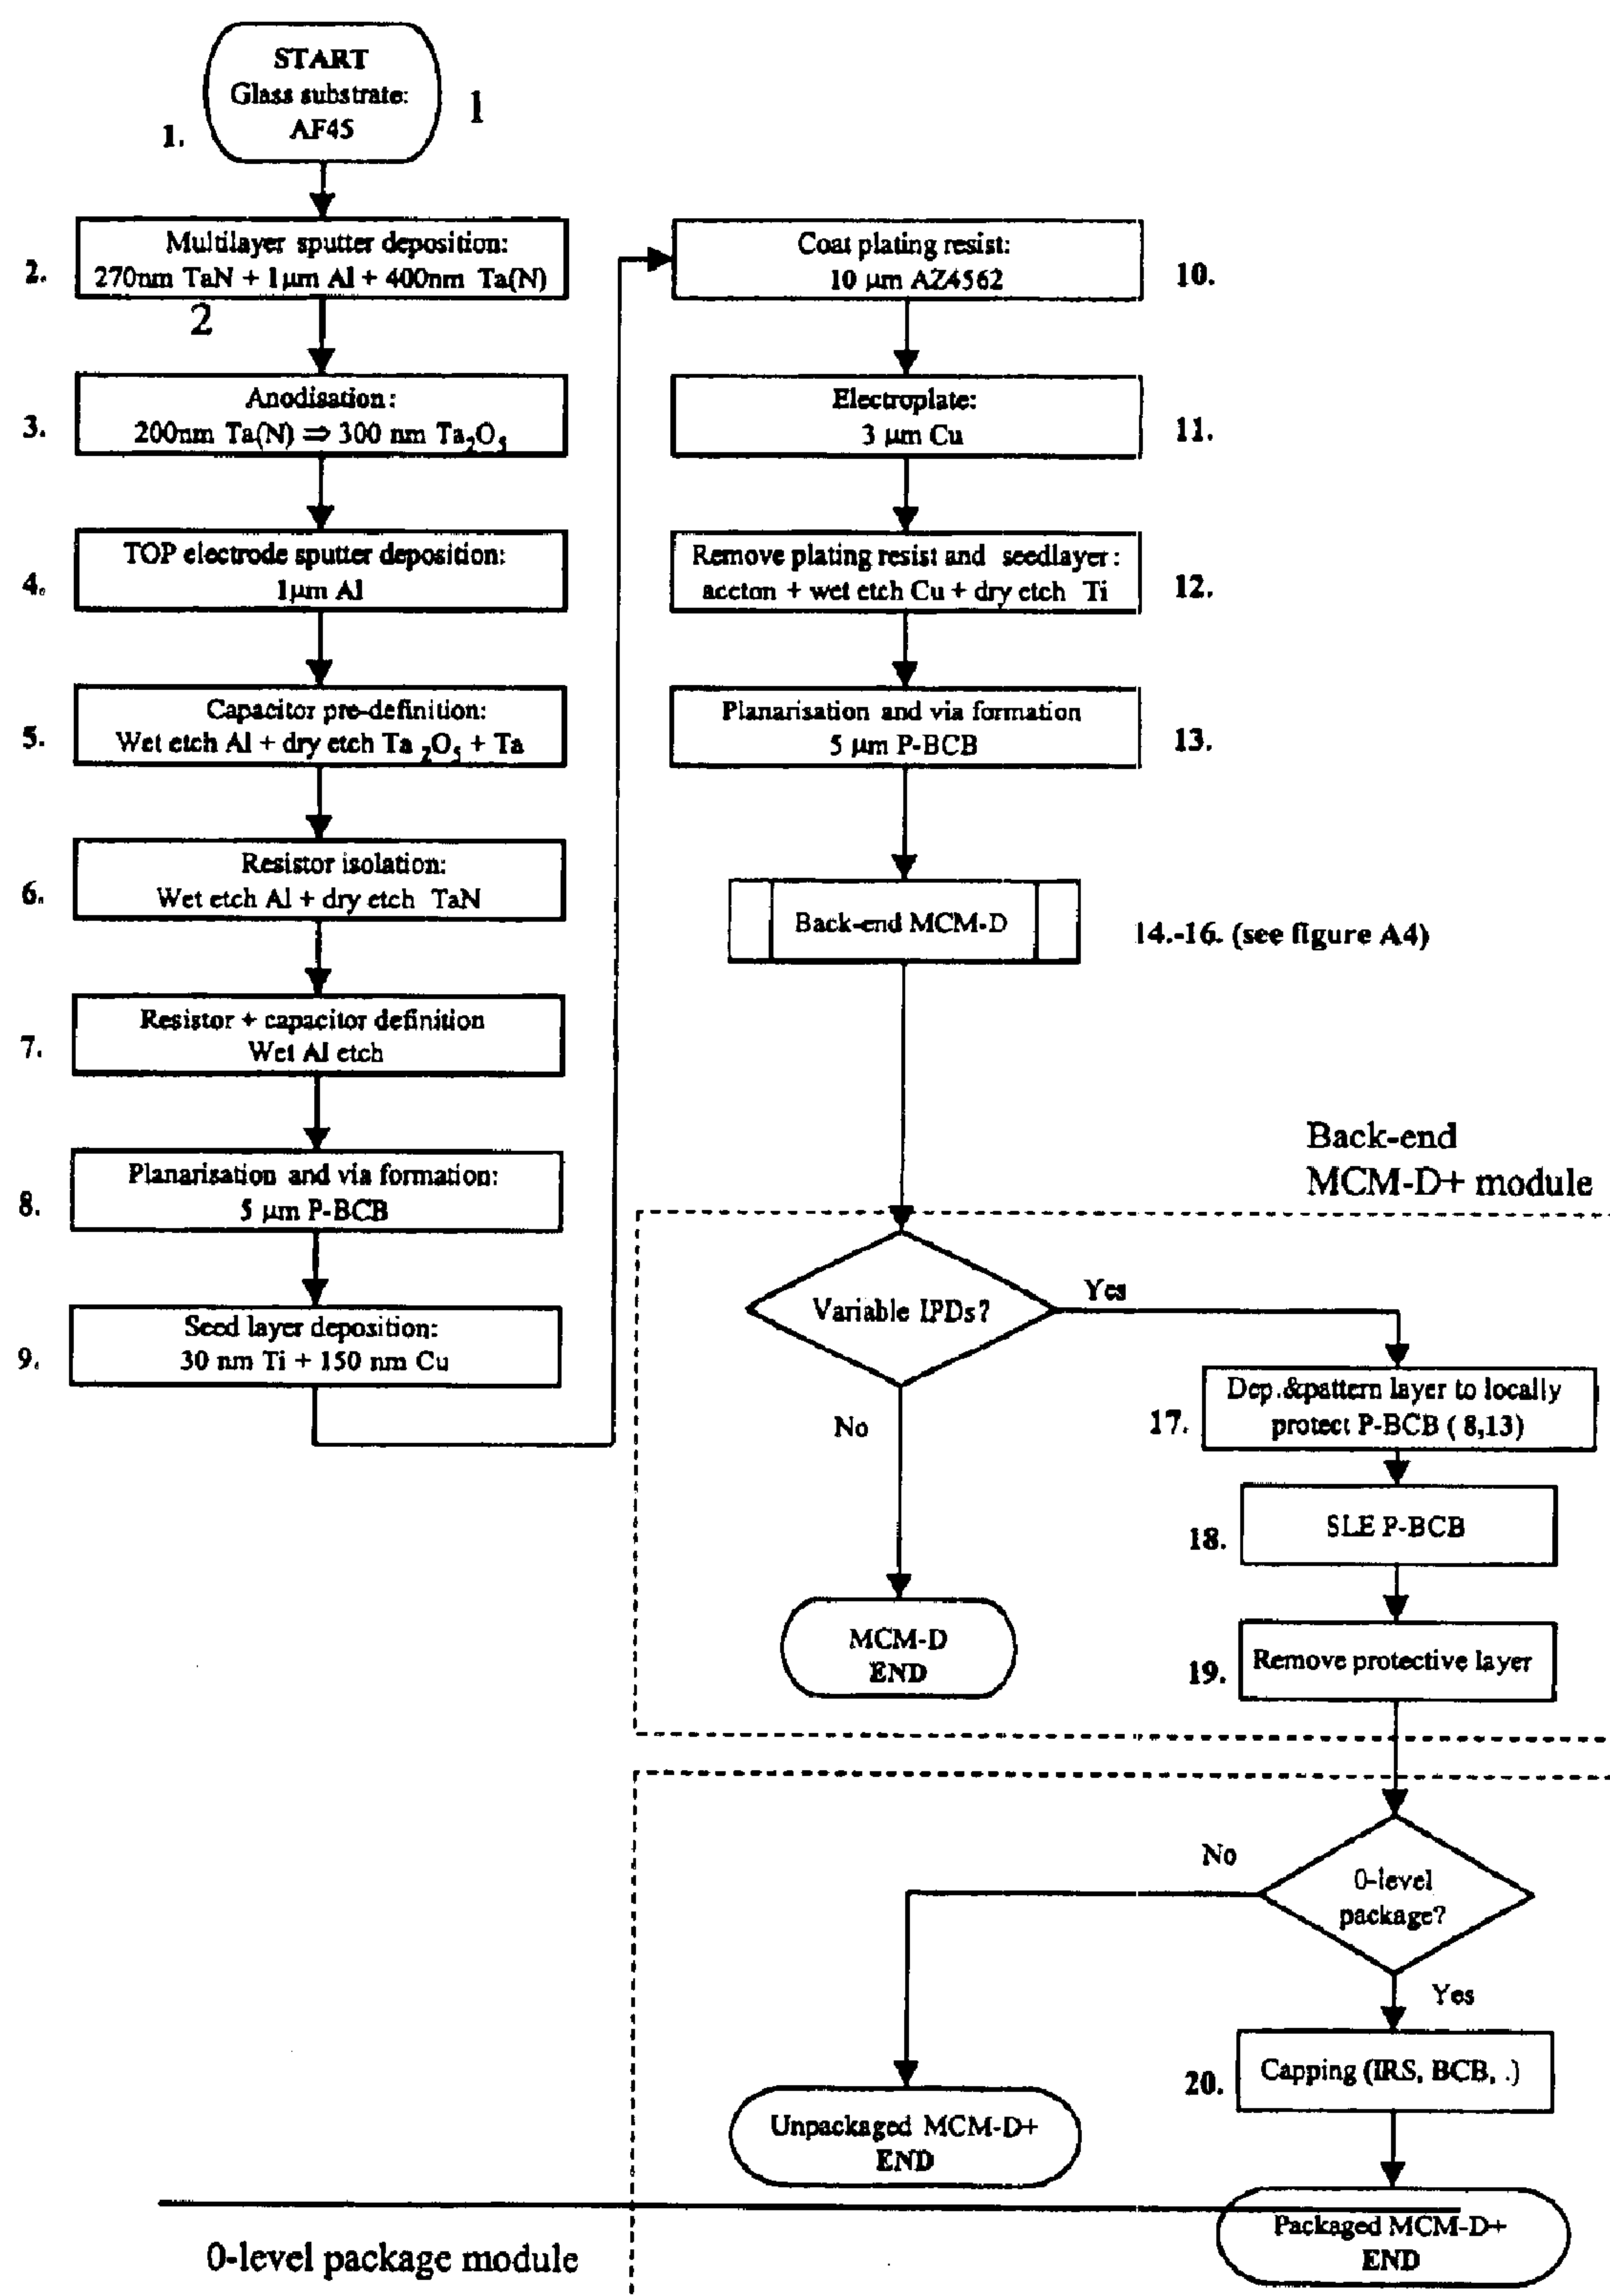 START
Glass substrate:
AF45
1.
1
Multilayer sputter deposition:
270nm TaN + 1μm Al + 400nm Ta(N)
2.
2
Anodisation:
200nm Ta(N) ⇒ 300 nm Ta₂O₅
3.
TOP electrode sputter deposition:
1μm Al
4.
Capacitor pre-definition:
Wet etch Al + dry etch Ta ₂O₅ + Ta
5.
Resistor isolation:
Wet etch Al + dry etch TaN
6.
Resistor + capacitor definition
Wet Al etch
7.
Planarisation and via formation:
5 μm P-BCB
8.
Seed layer deposition:
30 nm Ti + 150 nm Cu
9.
Coat plating resist:
10 μm AZ4562
10.
Electroplate:
3 μm Cu
11.
Remove plating resist and seedlayer:
aceton + wet etch Cu + dry etch Ti
12.
Planarisation and via formation
5 μm P-BCB
13.
Back-end MCM-D
14.-16. (see figure A4)
Back-end
MCM-D+ module
Variable IPDs?
Yes
No
Dep.&pattern layer to locally
protect P-BCB ( 8,13)
17.
SLE P-BCB
18.
Remove protective layer
19.
MCM-D
END
0-level
package?
No
Yes
Capping (IRS, BCB, .)
20.
Unpackaged MCM-D+
END
Packaged MCM-D+
END
0-level package module